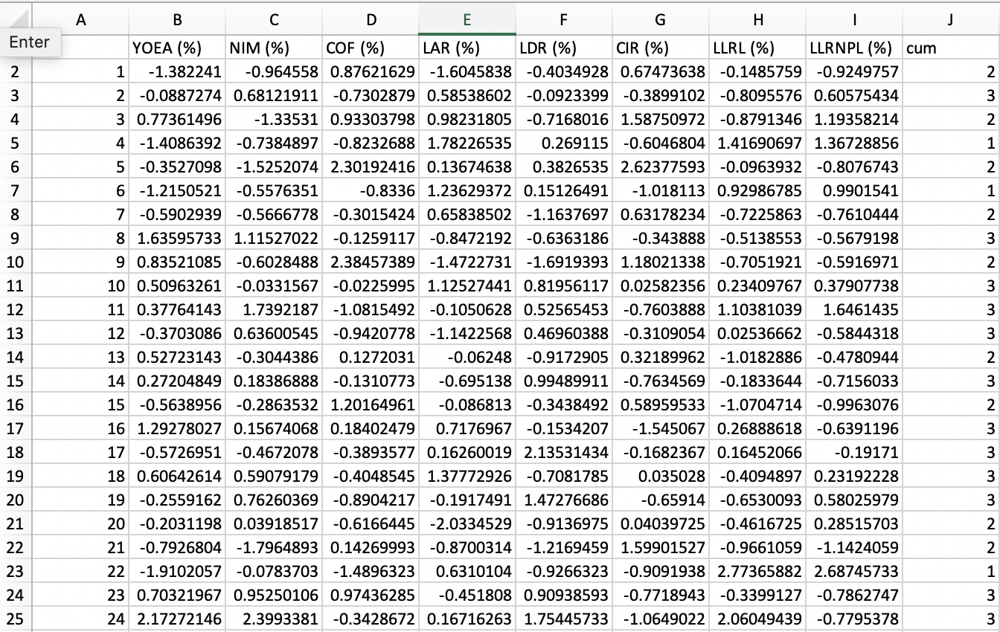 A B C D E F G H I J
Enter YOEA (%) NIM (%) COF (%) LAR (%) LDR (%) CIR (%) LLRL (%) LLRNPL (%) cum
2 1 -1.382241 -0.964558 0.87621629 -1.6045838 -0.4034928 0.67473638 -0.1485759 -0.9249757 2
3 2 -0.0887274 0.68121911 -0.7302879 0.58538602 -0.0923399 -0.3899102 -0.8095576 0.60575434 3
4 3 0.77361496 -1.33531 0.93303798 0.98231805 -0.7168016 1.58750972 -0.8791346 1.19358214 2
5 4 -1.4086392 -0.7384897 -0.8232688 1.78226535 0.269115 -0.6046804 1.41690697 1.36728856 1
6 5 -0.3527098 -1.5252074 2.30192416 0.13674638 0.3826535 2.62377593 -0.0963932 -0.8076743 2
7 6 -1.2150521 -0.5576351 -0.8336 1.23629372 0.15126491 -1.018113 0.92986785 0.9901541 1
8 7 -0.5902939 -0.5666778 -0.3015424 0.65838502 -1.1637697 0.63178234 -0.7225863 -0.7610444 2
9 8 1.63595733 1.11527022 -0.1259117 -0.8472192 -0.6363186 -0.343888 -0.5138553 -0.5679198 3
10 9 0.83521085 -0.6028488 2.38457389 -1.4722731 -1.6919393 1.18021338 -0.7051921 -0.5916971 2
11 10 0.50963261 -0.0331567 -0.0225995 1.12527441 0.81956117 0.02582356 0.23409767 0.37907738 3
12 11 0.37764143 1.7392187 -1.0815492 -0.1050628 0.52565453 -0.7603888 1.10381039 1.6461435 3
13 12 -0.3703086 0.63600545 -0.9420778 -1.1422568 0.46960388 -0.3109054 0.02536662 -0.5844318 3
14 13 0.52723143 -0.3044386 0.1272031 -0.06248 -0.9172905 0.32189962 -1.0182886 -0.4780944 2
15 14 0.27204849 0.18386888 -0.1310773 -0.695138 0.99489911 -0.7634569 -0.1833644 -0.7156033 3
16 15 -0.5638956 -0.2863532 1.20164961 -0.086813 -0.3438492 0.58959533 -1.0704714 -0.9963076 2
17 16 1.29278027 0.15674068 0.18402479 0.7176967 -0.1534207 -1.545067 0.26888618 -0.6391196 3
18 17 -0.5726951 -0.4672078 -0.3893577 0.16260019 2.13531434 -0.1682367 0.16452066 -0.19171 3
19 18 0.60642614 0.59079179 -0.4048545 1.37772926 -0.7081785 0.035028 -0.4094897 0.23192228 3
20 19 -0.2559162 0.76260369 -0.8904217 -0.1917491 1.47276686 -0.65914 -0.6530093 0.58025979 3
21 20 -0.2031198 0.03918517 -0.6166445 -2.0334529 -0.9136975 0.04039725 -0.4616725 0.28515703 2
22 21 -0.7926804 -1.7964893 0.14269993 -0.8700314 -1.2169459 1.59901527 -0.9661059 -1.1424059 2
23 22 -1.9102057 -0.0783703 -1.4896323 0.6310104 -0.9266323 -0.9091938 2.77365882 2.68745733 1
24 23 0.70321967 0.95250106 0.97436285 -0.451808 0.90938593 -0.7718943 -0.3399127 -0.7862747 3
25 24 2.17272146 2.3993381 -0.3428672 0.16716263 1.75445733 -1.0649022 2.06049439 -0.7795378 3